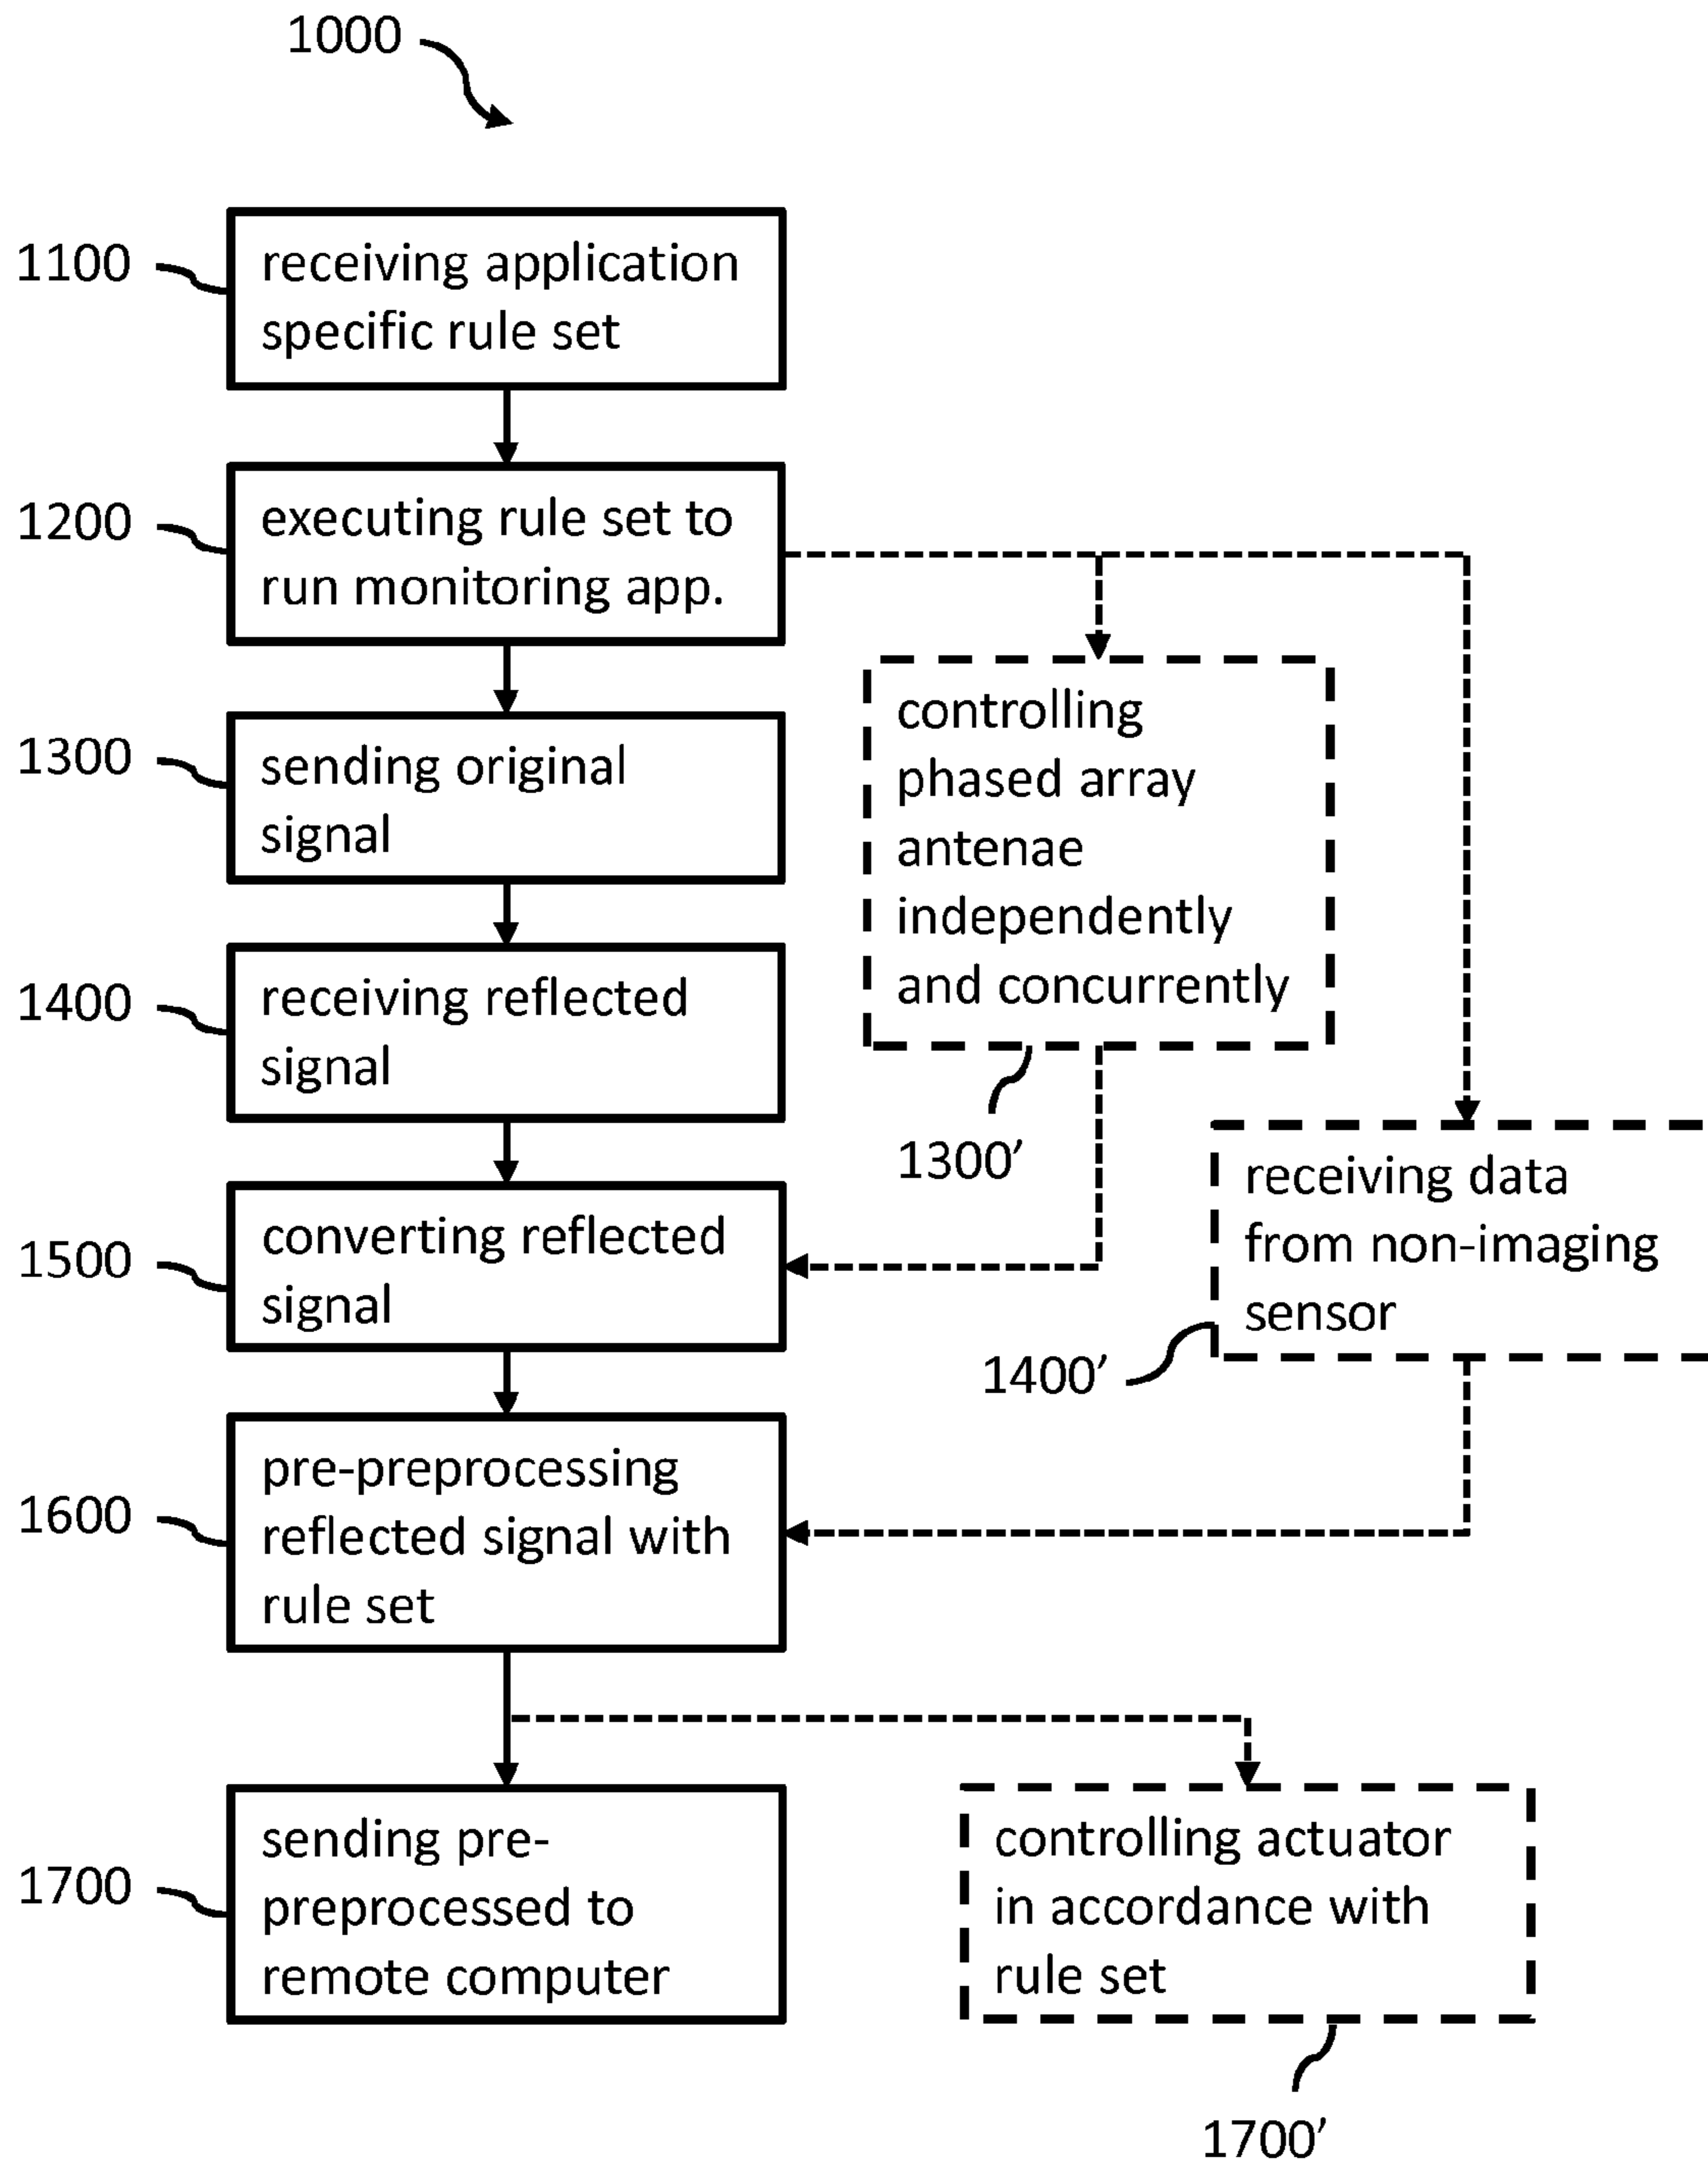 1000
1100
receiving application
specific rule set
1200
executing rule set to
run monitoring app.
1300
sending original
signal
controlling
phased array
antenae
independently
and concurrently
1300’
1400
receiving reflected
signal
receiving data
from non-imaging
sensor
1400’
1500
converting reflected
signal
1600
pre-preprocessing
reflected signal with
rule set
1700
sending pre-
preprocessed to
remote computer
controlling actuator
in accordance with
rule set
1700’